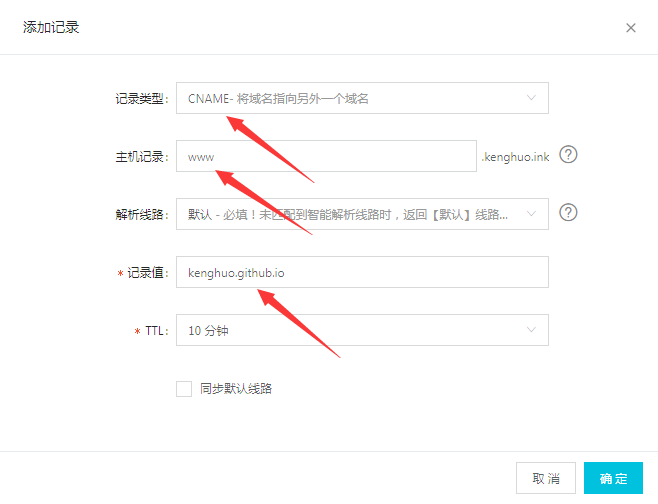 添加记录
记录类型: CNAME- 将域名指向另外一个域名
主机记录: www .kenghuo.ink ?
解析线路: 默认 - 必填！未匹配到智能解析线路时，返回【默认】线路... ?
* 记录值: kenghuo.github.io
* TTL: 10 分钟
同步默认线路
取消 确定